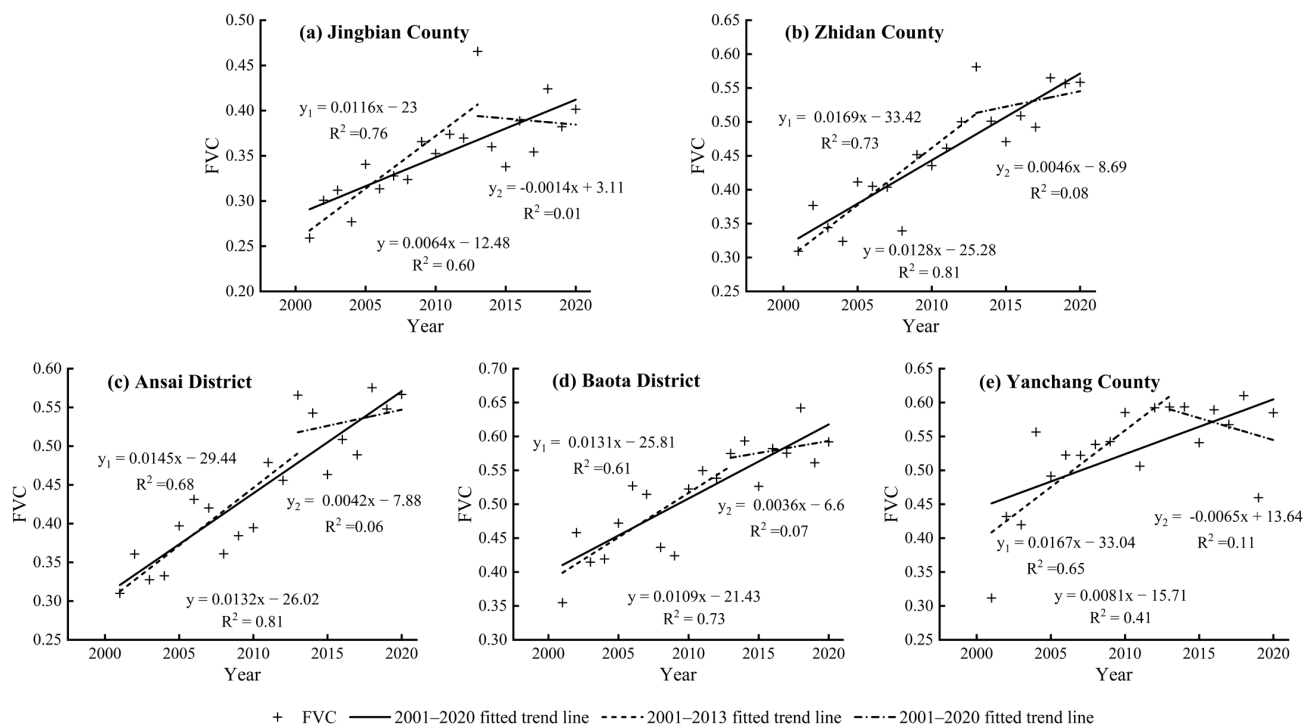 (a) Jingbian County
FVC
0.50
0.45
0.40
0.35
0.30
0.25
0.20
y₁ = 0.0116x − 23
R² = 0.76
y₂ = -0.0014x + 3.11
R² =0.01
y = 0.0064x − 12.48
R² = 0.60
2000 2005 2010 2015 2020
Year
(b) Zhidan County
FVC
0.65
0.60
0.55
0.50
0.45
0.40
0.35
0.30
0.25
y₁ = 0.0169x − 33.42
R² = 0.73
y₂ = 0.0046x − 8.69
R² = 0.08
y = 0.0128x − 25.28
R² = 0.81
2000 2005 2010 2015 2020
Year
(c) Ansai District
FVC
0.60
0.55
0.50
0.45
0.40
0.35
0.30
0.25
y₁ = 0.0145x − 29.44
R² = 0.68
y₂ = 0.0042x − 7.88
R² = 0.06
y = 0.0132x − 26.02
R² = 0.81
2000 2005 2010 2015 2020
Year
(d) Baota District
FVC
0.70
0.65
0.60
0.55
0.50
0.45
0.40
0.35
0.30
y₁ = 0.0131x − 25.81
R² = 0.61
y₂ = 0.0036x − 6.6
R² = 0.07
y = 0.0109x − 21.43
R² = 0.73
2000 2005 2010 2015 2020
Year
(e) Yanchang County
FVC
0.65
0.60
0.55
0.50
0.45
0.40
0.35
0.30
0.25
y₂ = -0.0065x + 13.64
R² = 0.11
y₁ = 0.0167x − 33.04
R² =0.65
y = 0.0081x − 15.71
R² = 0.41
2000 2005 2010 2015 2020
Year
FVC 2001–2020 fitted trend line 2001–2013 fitted trend line 2001–2020 fitted trend line